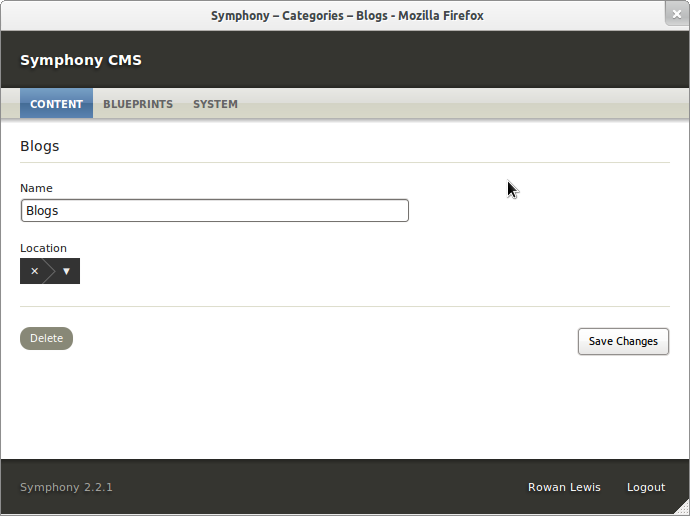 Symphony – Categories – Blogs - Mozilla Firefox
Symphony CMS
CONTENT BLUEPRINTS SYSTEM
Blogs
Name
Blogs
Location
× ▼
Delete Save Changes
Symphony 2.2.1 Rowan Lewis Logout